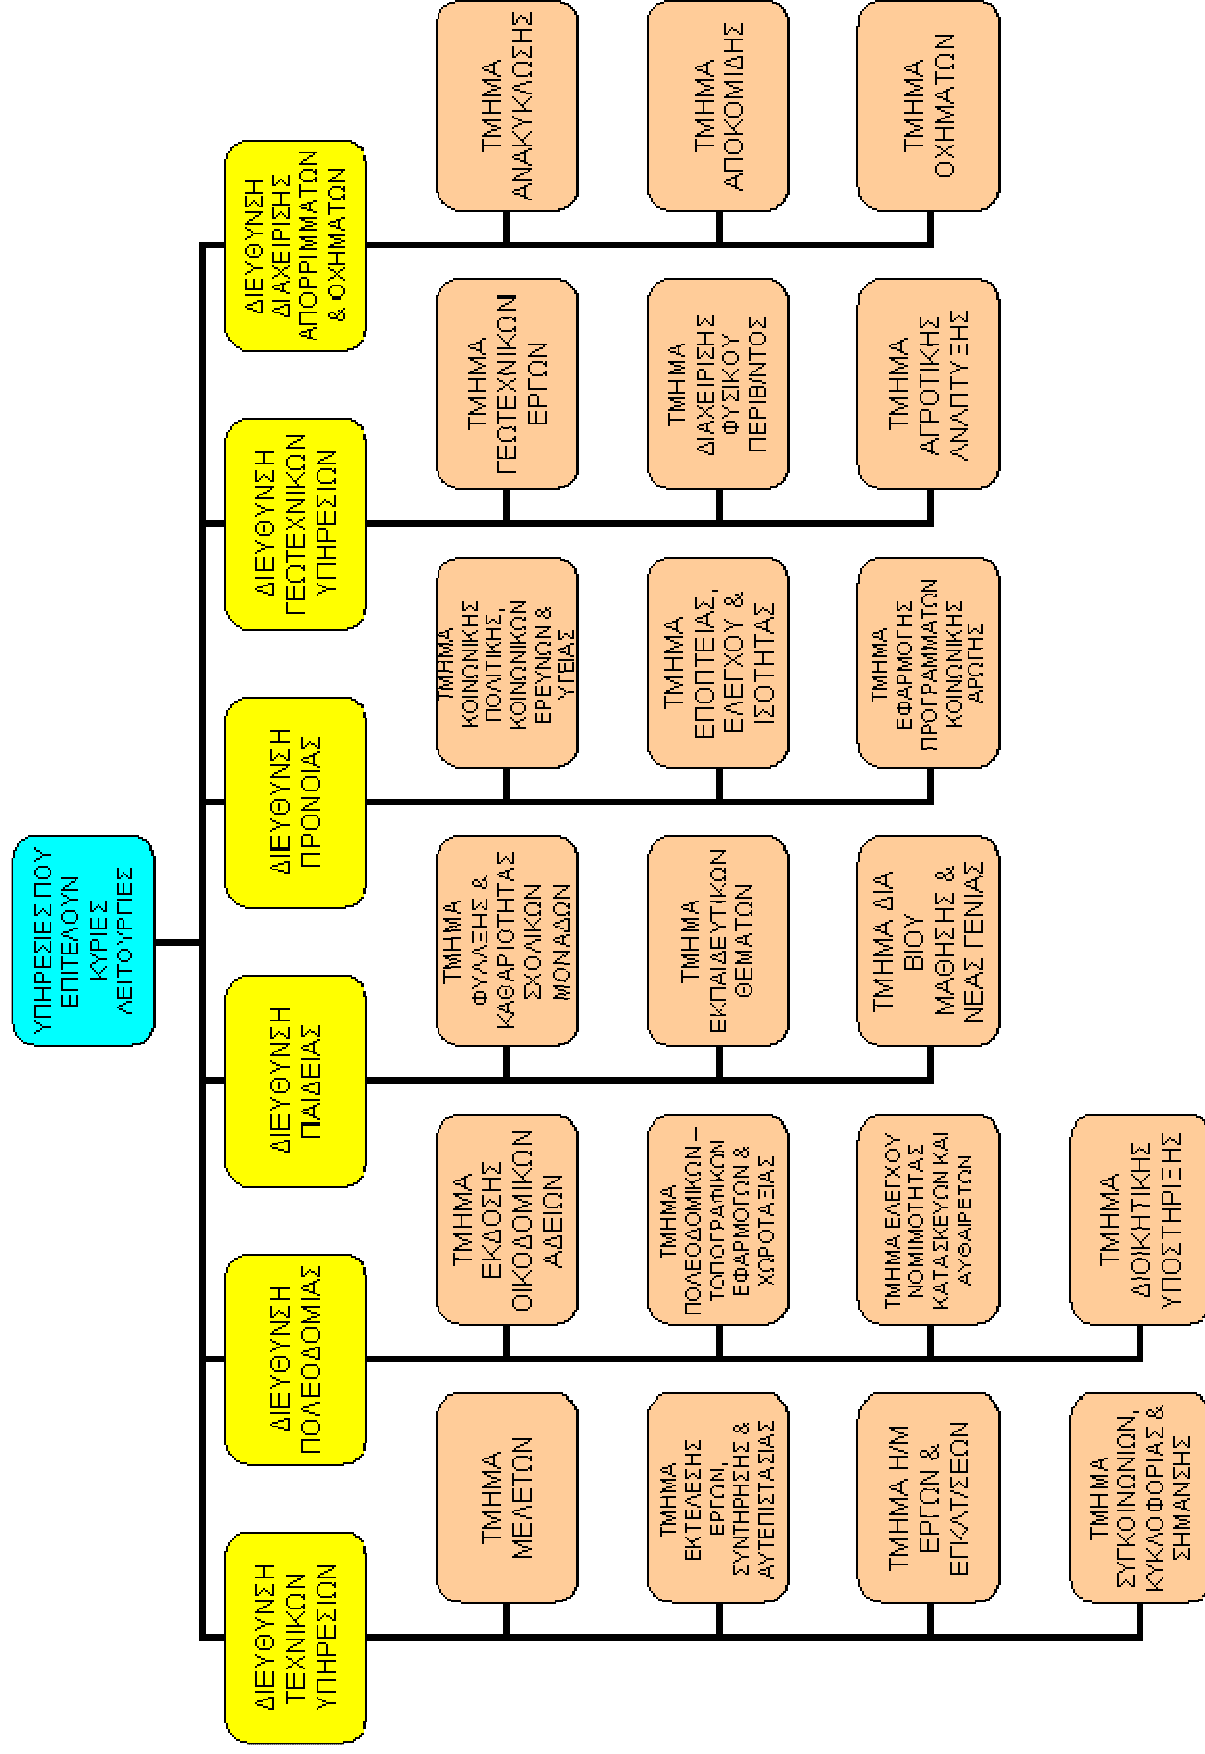 ΥΠΗΡΕΣΙΕΣ ΠΟΥ
ΕΠΙΤΕΛΟΥΝ
ΚΥΡΙΕΣ
ΛΕΙΤΟΥΡΓΙΕΣ
ΔΙΕΥΘΥΝΣΗ
ΤΕΧΝΙΚΩΝ
ΥΠΗΡΕΣΙΩΝ
ΤΜΗΜΑ
ΜΕΛΕΤΩΝ
ΤΜΗΜΑ
ΕΚΤΕΛΕΣΗΣ
ΕΡΓΩΝ,
ΣΥΝΤΗΡΗΣΗΣ &
ΑΥΤΕΠΙΣΤΑΣΙΑΣ
ΤΜΗΜΑ Η/Μ
ΕΡΓΩΝ &
ΕΓΚΑΤ/ΣΕΩΝ
ΤΜΗΜΑ
ΣΥΓΚΟΙΝΩΝΙΩΝ,
ΚΥΚΛΟΦΟΡΙΑΣ &
ΣΗΜΑΝΣΗΣ
ΔΙΕΥΘΥΝΣΗ
ΠΟΛΕΟΔΟΜΙΑΣ
ΤΜΗΜΑ
ΕΚΔΟΣΗΣ
ΟΙΚΟΔΟΜΙΚΩΝ
ΑΔΕΙΩΝ
ΤΜΗΜΑ
ΠΟΛΕΟΔΟΜΙΚΩΝ –
ΤΟΠΟΓΡΑΦΙΚΩΝ
ΕΦΑΡΜΟΓΩΝ &
ΧΩΡΟΤΑΞΙΑΣ
ΤΜΗΜΑ ΕΛΕΓΧΟΥ
ΝΟΜΙΜΟΤΗΤΑΣ
ΚΑΤΑΣΚΕΥΩΝ ΚΑΙ
ΑΥΘΑΙΡΕΤΩΝ
ΤΜΗΜΑ
ΔΙΟΙΚΗΤΙΚΗΣ
ΥΠΟΣΤΗΡΙΞΗΣ
ΔΙΕΥΘΥΝΣΗ
ΠΑΙΔΕΙΑΣ
ΤΜΗΜΑ
ΦΥΛΑΞΗΣ &
ΚΑΘΑΡΙΟΤΗΤΑΣ
ΣΧΟΛΙΚΩΝ
ΜΟΝΑΔΩΝ
ΤΜΗΜΑ
ΕΚΠΑΙΔΕΥΤΙΚΩΝ
ΘΕΜΑΤΩΝ
ΤΜΗΜΑ ΔΙΑ
ΒΙΟΥ
ΜΑΘΗΣΗΣ &
ΝΕΑΣ ΓΕΝΙΑΣ
ΔΙΕΥΘΥΝΣΗ
ΠΡΟΝΟΙΑΣ
ΤΜΗΜΑ
ΚΟΙΝΩΝΙΚΗΣ
ΠΟΛΙΤΙΚΗΣ,
ΚΟΙΝΩΝΙΚΩΝ
ΕΡΕΥΝΩΝ &
ΥΓΕΙΑΣ
ΤΜΗΜΑ
ΕΠΟΠΤΕΙΑΣ,
ΕΛΕΓΧΟΥ &
ΙΣΟΤΗΤΑΣ
ΤΜΗΜΑ
ΕΦΑΡΜΟΓΗΣ
ΠΡΟΓΡΑΜΜΑΤΩΝ
ΚΟΙΝΩΝΙΚΗΣ
ΑΡΩΓΗΣ
ΔΙΕΥΘΥΝΣΗ
ΓΕΩΤΕΧΝΙΚΩΝ
ΥΠΗΡΕΣΙΩΝ
ΤΜΗΜΑ
ΓΕΩΤΕΧΝΙΚΩΝ
ΕΡΓΩΝ
ΤΜΗΜΑ
ΔΙΑΧΕΙΡΙΣΗΣ
ΦΥΣΙΚΟΥ
ΠΕΡΙΒ/ΝΤΟΣ
ΤΜΗΜΑ
ΑΓΡΟΤΙΚΗΣ
ΑΝΑΠΤΥΞΗΣ
ΔΙΕΥΘΥΝΣΗ
ΔΙΑΧΕΙΡΙΣΗΣ
ΑΠΟΡΡΙΜΜΑΤΩΝ
& ΟΧΗΜΑΤΩΝ
ΤΜΗΜΑ
ΑΝΑΚΥΚΛΩΣΗΣ
ΤΜΗΜΑ
ΑΠΟΚΟΜΙΔΗΣ
ΤΜΗΜΑ
ΟΧΗΜΑΤΩΝ